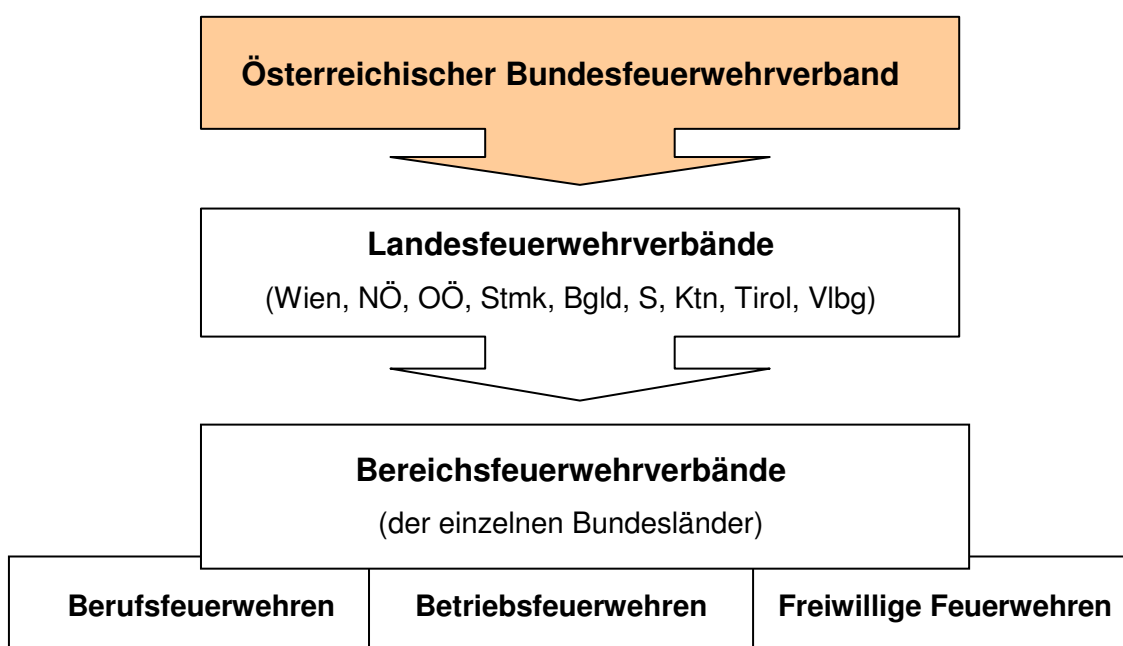 Österreichischer Bundesfeuerwehrverband
Landesfeuerwehrverbände
(Wien, NÖ, OÖ, Stmk, Bgld, S, Ktn, Tirol, Vlbg)
Bereichsfeuerwehrverbände
(der einzelnen Bundesländer)
Berufsfeuerwehren
Betriebsfeuerwehren
Freiwillige Feuerwehren